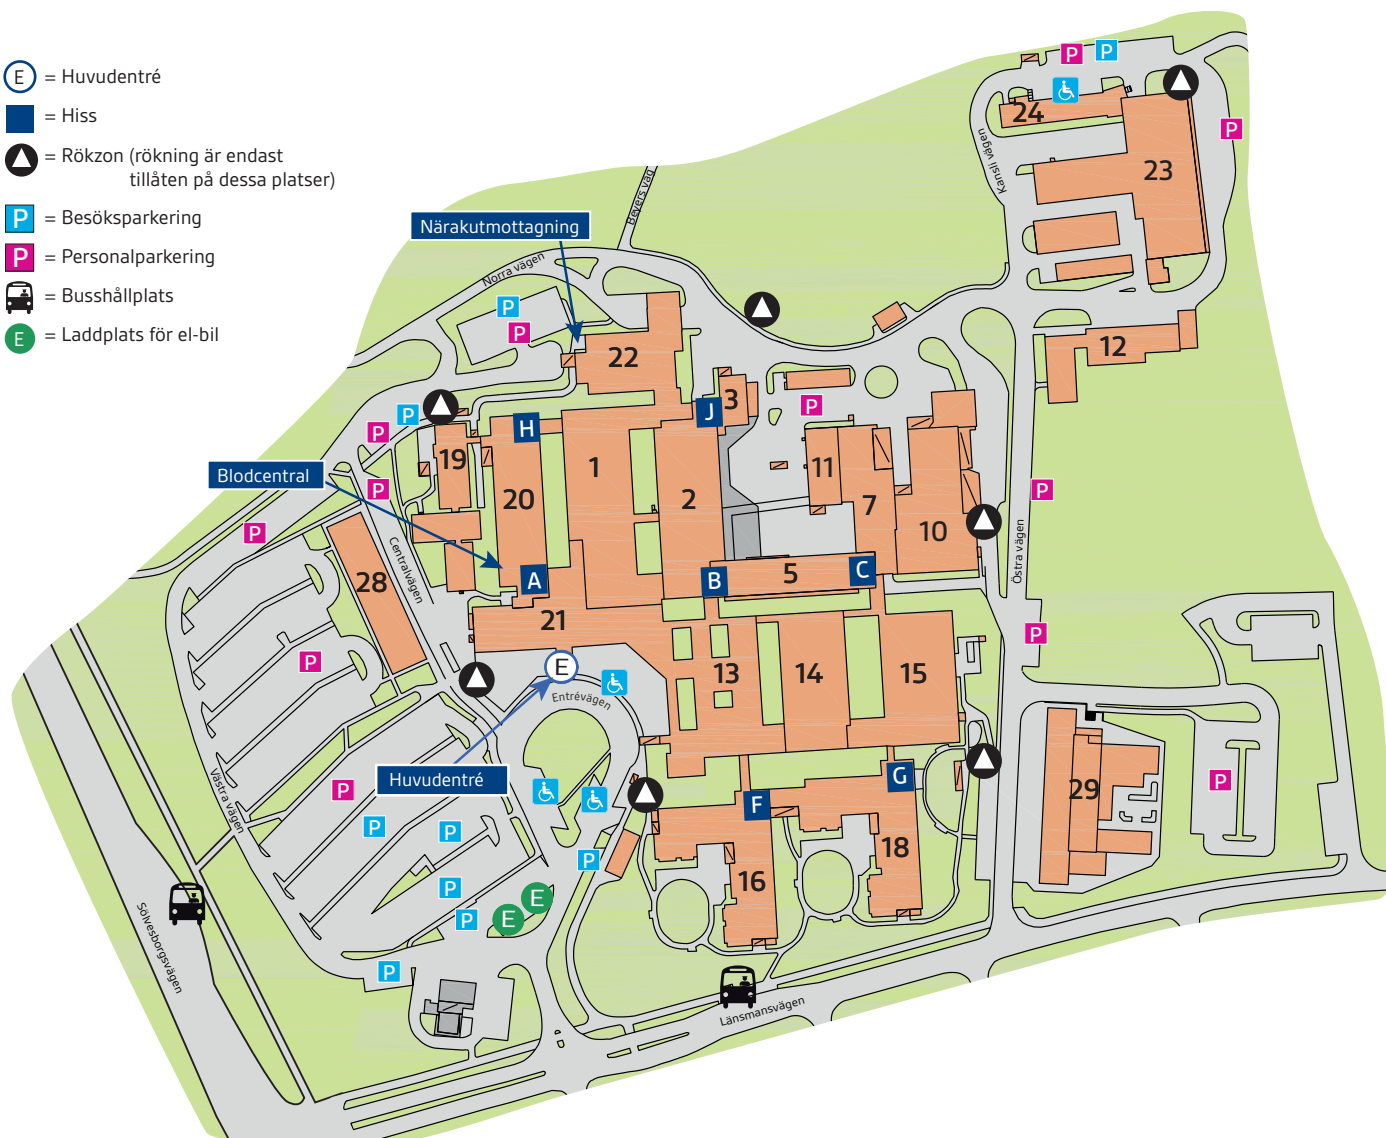 E = Huvudentré
= Hiss
= Rökzon (rökning är endast
tillåten på dessa platser)
P = Besöksparkering
P = Personalparkering
= Busshållplats
E = Laddplats för el-bil
P P
24
P
23
Kansli vägen
Beyers väg
Närakutmottagning
Norra vägen
P
P
22
12
3
J
P
P
H
P
19
1
11
Blodcentral
P
20
2
7
P
10
P
Östra vägen
Centralvägen
28
A
B
5
C
21
P
P
E
13
14
15
Entrévägen
Huvudentré
G
P
29
P
Västra vägen
F
P
P
18
P
16
P
E
P
E
Sölvesborgsvägen
P
Länsmansvägen